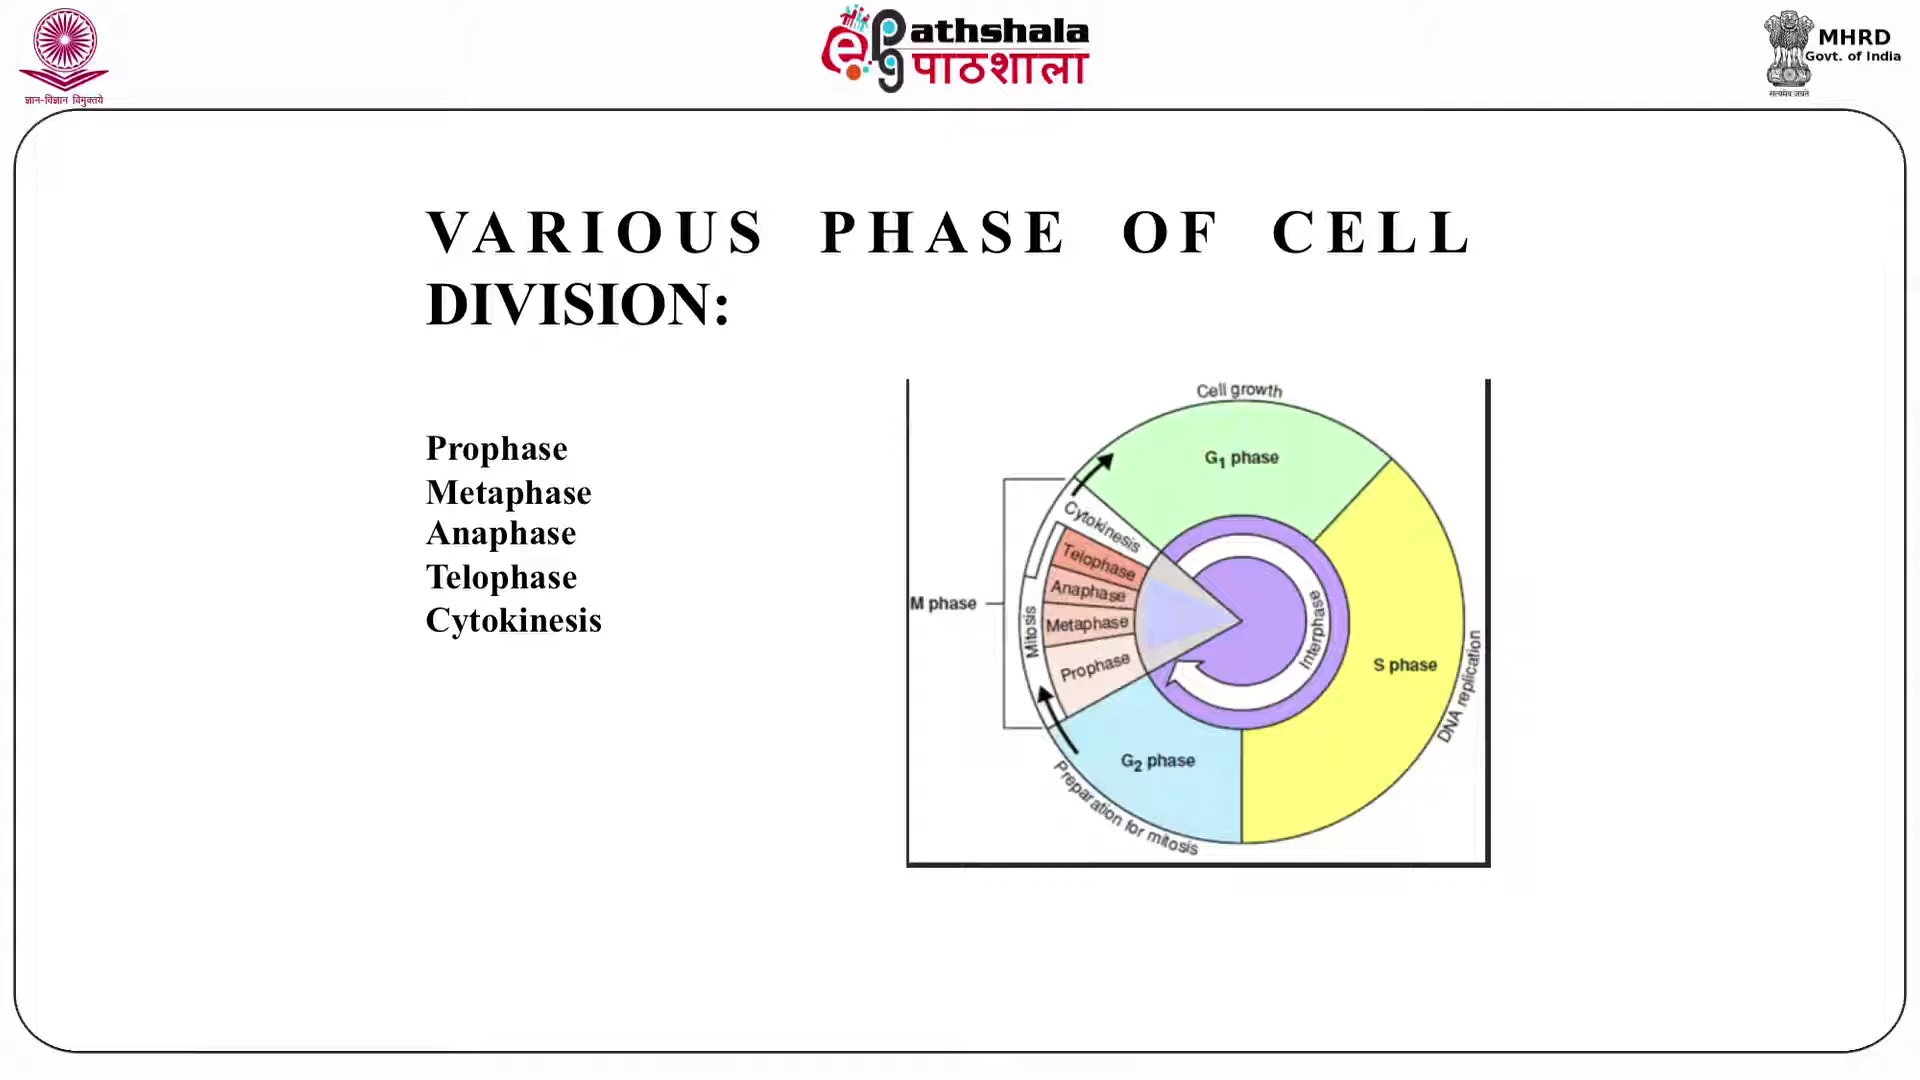 ज्ञान-विज्ञान विमुक्तये
ePathshala
पाठशाला
MHRD
Govt. of India
सत्यमेव जयते
VARIOUS PHASE OF CELL
DIVISION:
Prophase
Metaphase
Anaphase
Telophase
Cytokinesis
Cell growth
G1 phase
Cytokinesis
Telophase
Anaphase
Metaphase
Prophase
M phase
Mitosis
Interphase
S phase
DNA replication
G2 phase
Preparation for mitosis